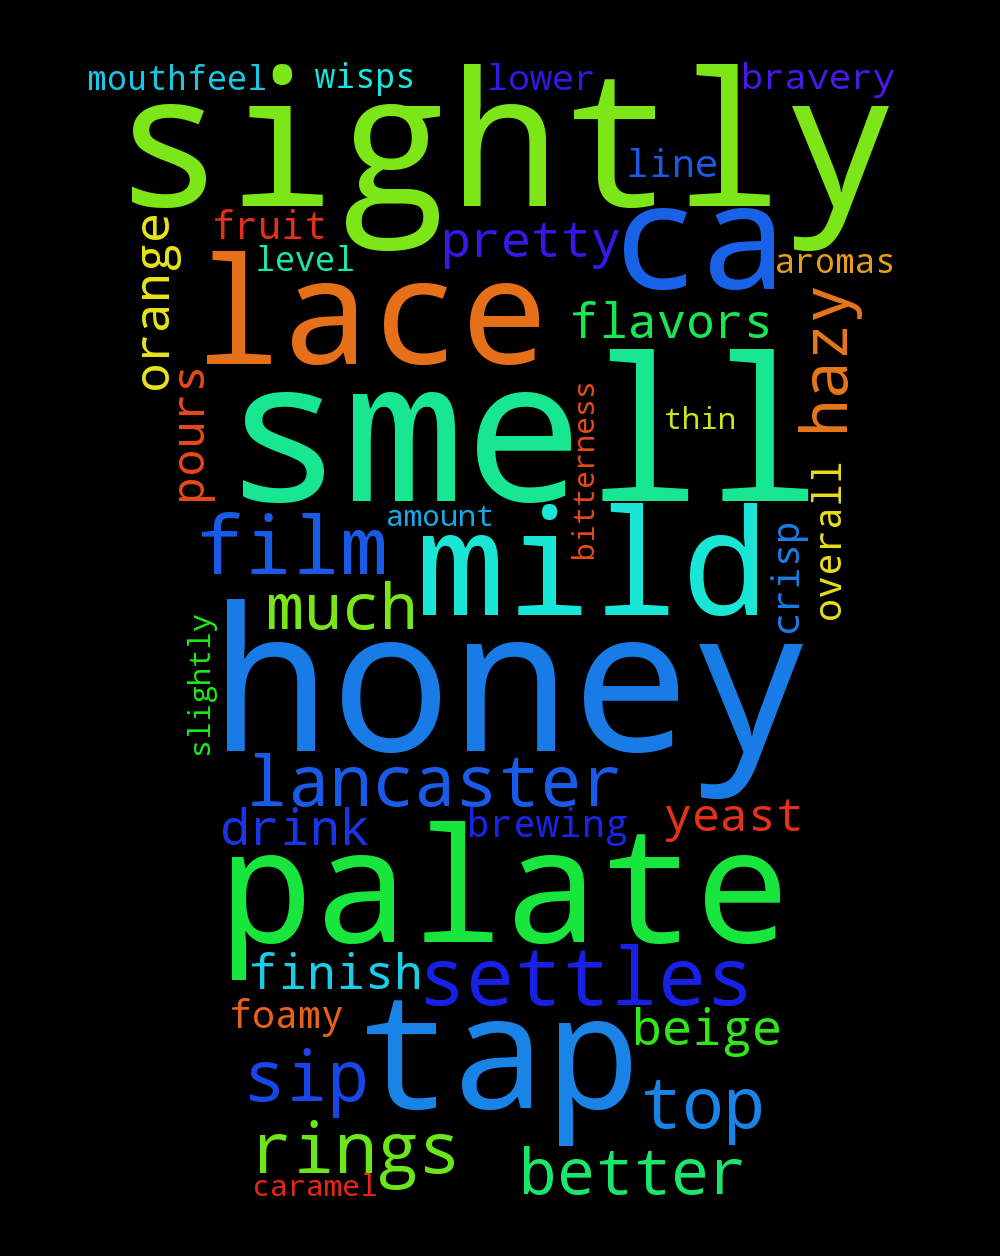 mouthfeel wisps lower bravery
sightly
line
orange fruit pretty ca
level aromas
lace flavors hazy
pours smell bitterness thin
overall
film amount mild crisp
much
slightly honey
lancaster
drink brewing yeast
palate
finish settles
foamy tap beige
sip top
rings better
caramel